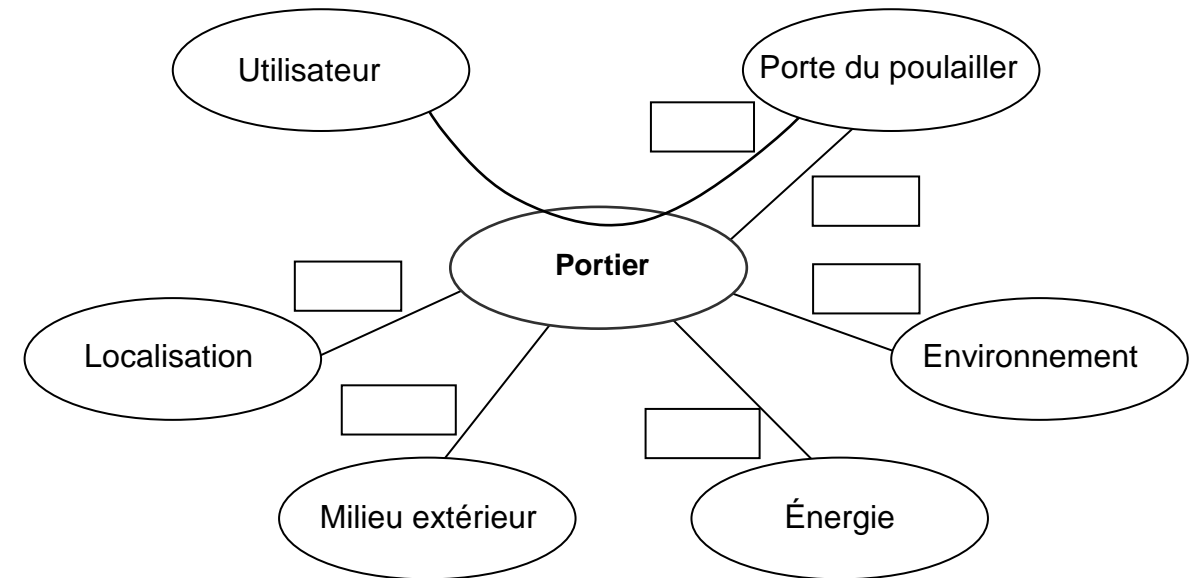 Utilisateur
Porte du poulailler
Portier
Localisation
Environnement
Milieu extérieur
Énergie